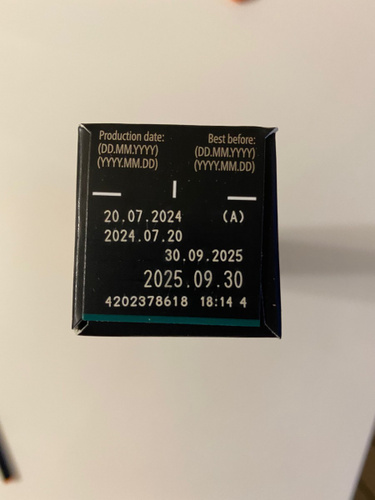 Production date: Best before:
(DD.MM.YYYY) (DD.MM.YYYY)
(YYYY.MM.DD) (YYYY.MM.DD)
20.07.2024 (A)
2024.07.20
30.09.2025
2025.09.30
4202378618 18:14 4